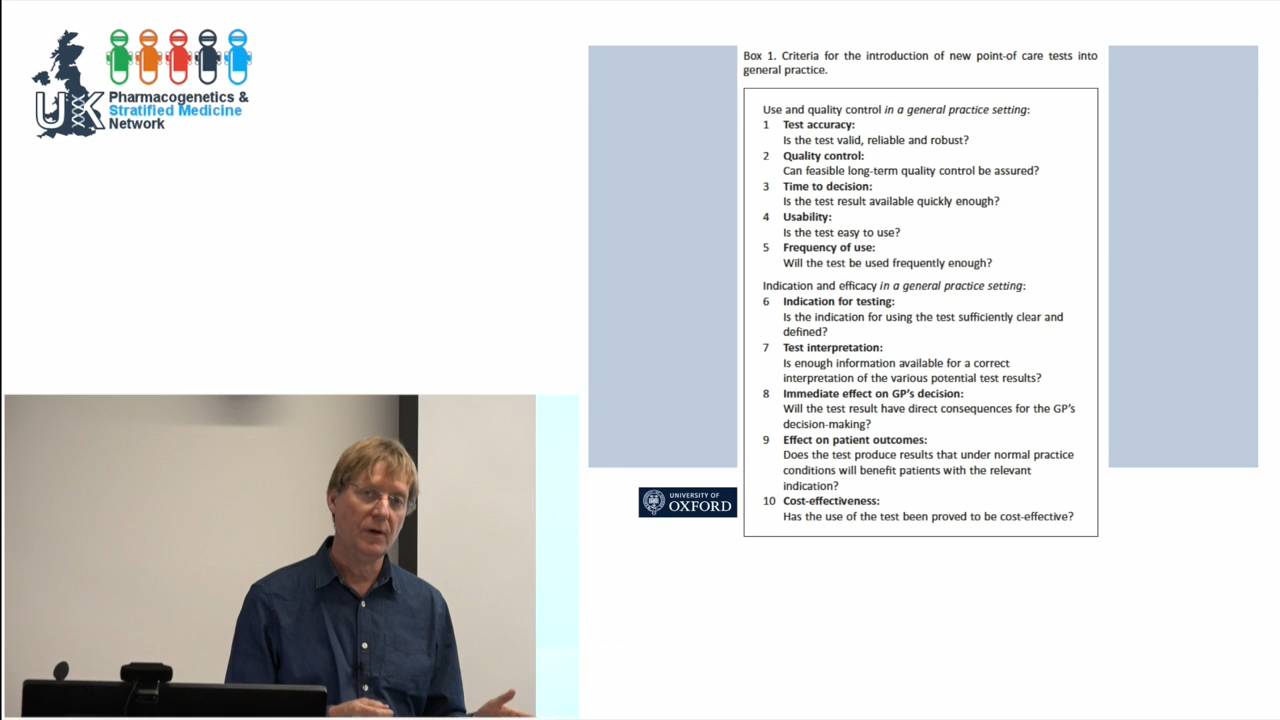 UK
Pharmacogenetics &
Stratified Medicine
Network
Box 1. Criteria for the introduction of new point-of care tests into
general practice.
Use and quality control in a general practice setting:
1 Test accuracy:
Is the test valid, reliable and robust?
2 Quality control:
Can feasible long-term quality control be assured?
3 Time to decision:
Is the test result available quickly enough?
4 Usability:
Is the test easy to use?
5 Frequency of use:
Will the test be used frequently enough?
Indication and efficacy in a general practice setting:
6 Indication for testing:
Is the indication for using the test sufficiently clear and
defined?
7 Test interpretation:
Is enough information available for a correct
interpretation of the various potential test results?
8 Immediate effect on GP's decision:
Will the test result have direct consequences for the GP's
decision-making?
9 Effect on patient outcomes:
Does the test produce results that under normal practice
conditions will benefit patients with the relevant
indication?
10 Cost-effectiveness:
Has the use of the test been proved to be cost-effective?
UNIVERSITY OF
OXFORD